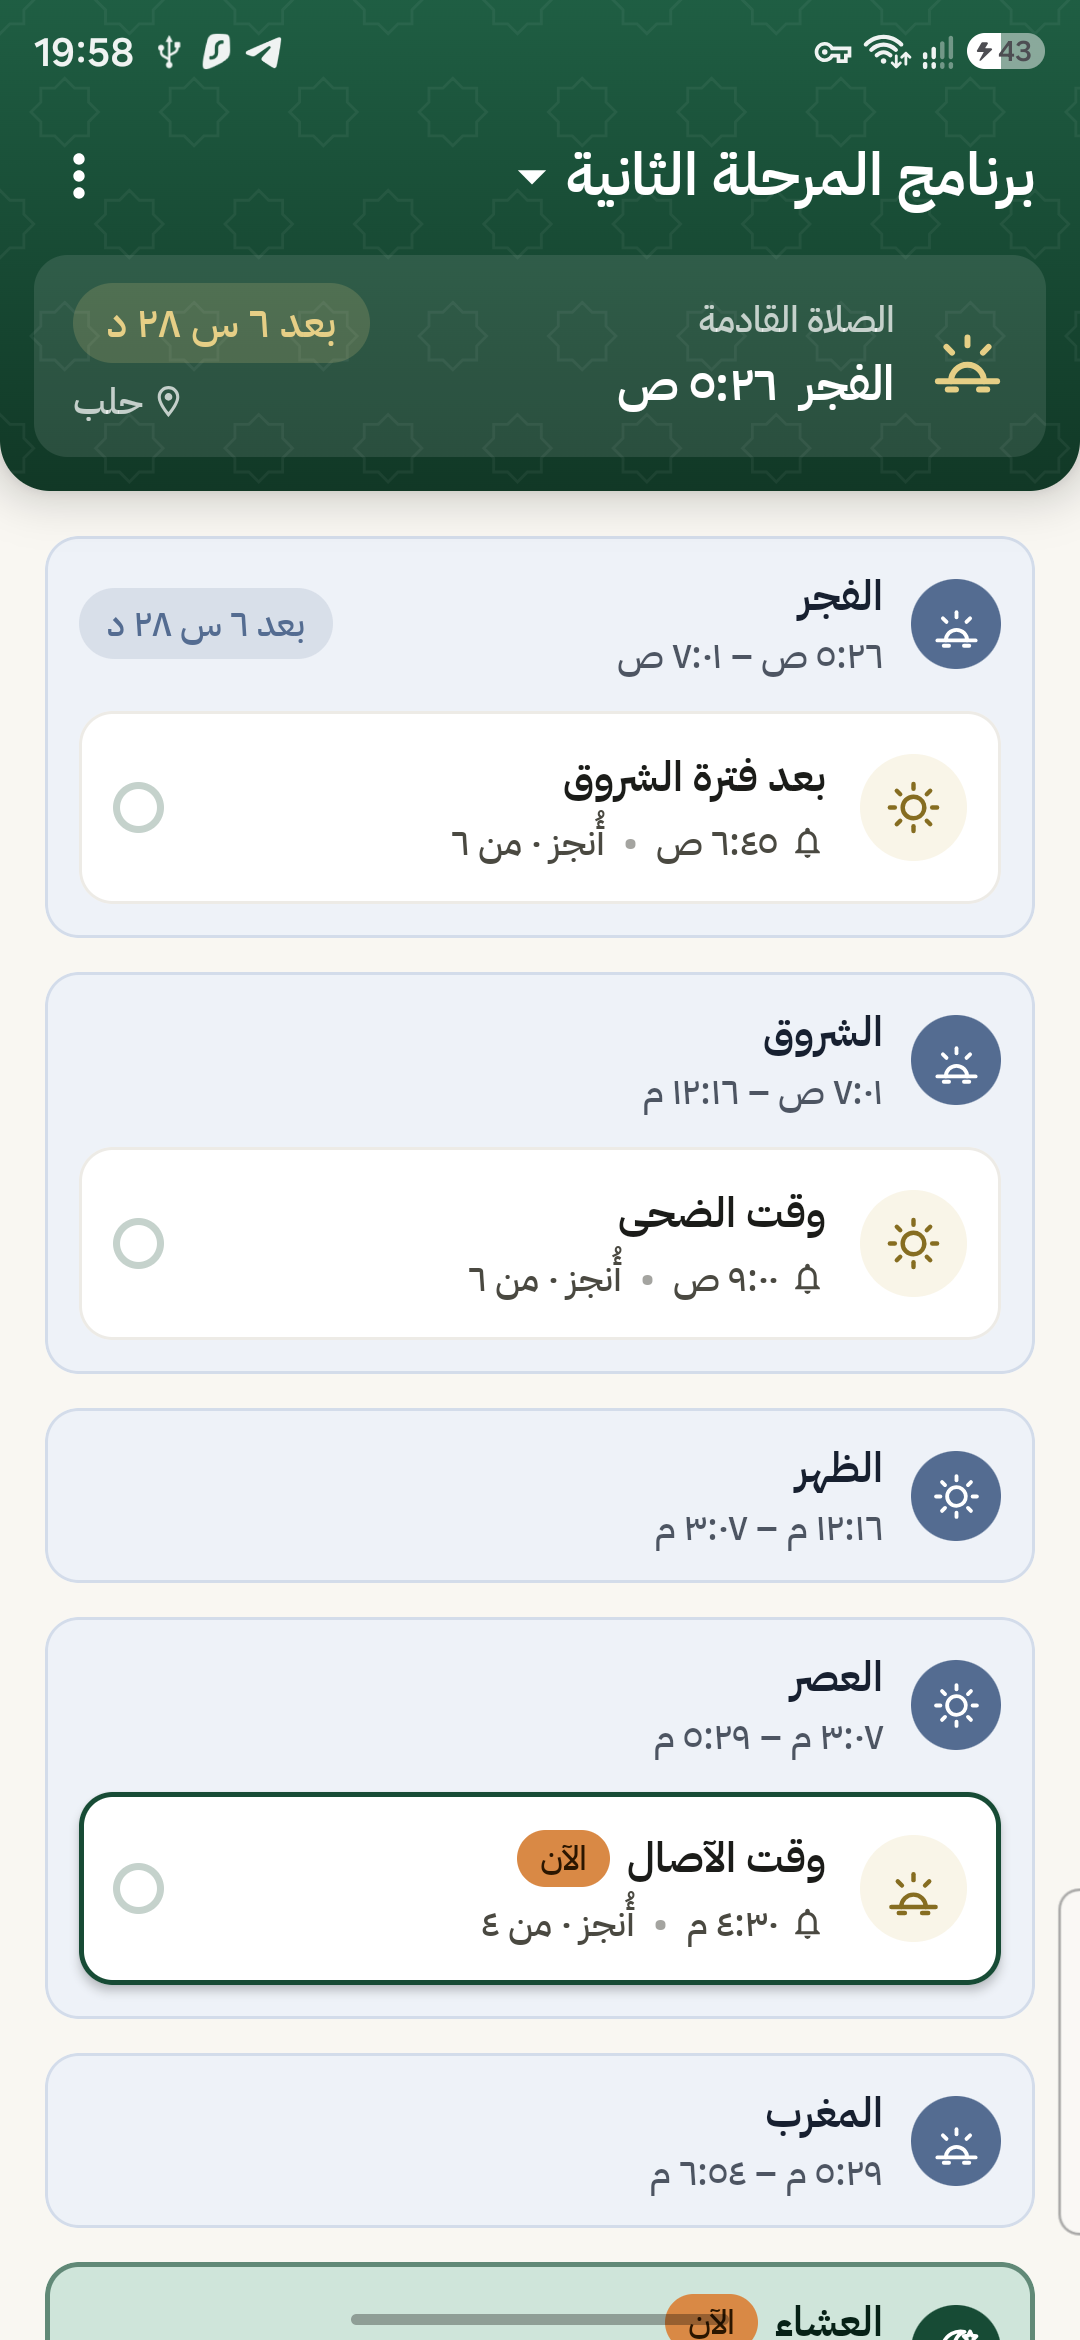 19:58
43
برنامج المرحلة الثانية
الصلاة القادمة
الفجر ٥:٢٦ ص
بعد ٦ س ٢٨ د
حلب
الفجر
٥:٢٦ ص – ٧:٠١ ص
بعد ٦ س ٢٨ د
بعد فترة الشروق
٦:٤٥ ص • أُنجز ٠ من ٦
الشروق
٧:٠١ ص – ١٢:١٦ م
وقت الضحى
٩:٠٠ ص • أُنجز ٠ من ٦
الظهر
١٢:١٦ م – ٣:٠٧ م
العصر
٣:٠٧ م – ٥:٢٩ م
وقت الآصال الآن
٤:٣٠ م • أُنجز ٠ من ٤
المغرب
٥:٢٩ م – ٦:٥٤ م
العشاء الآن